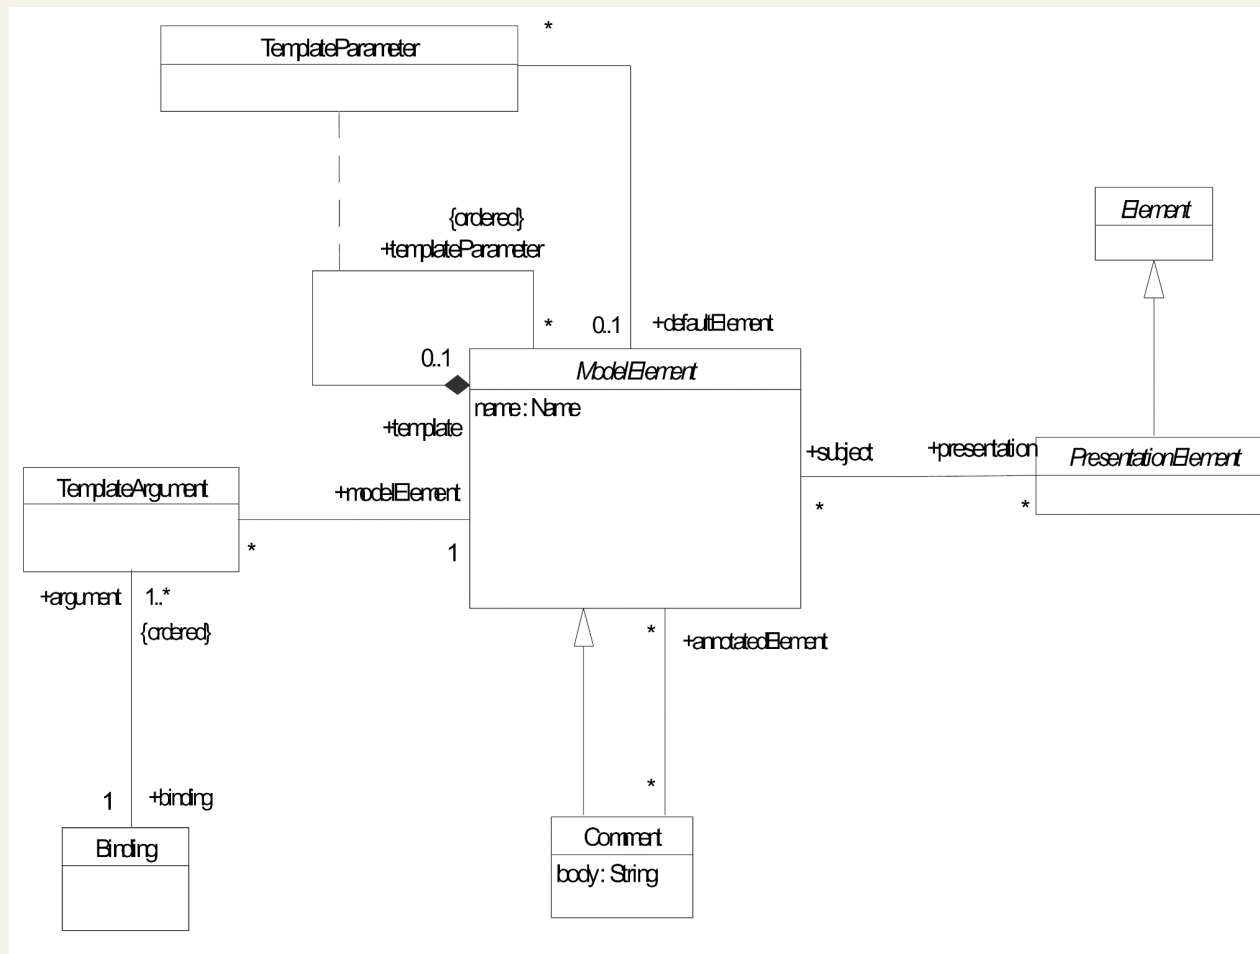 *
TemplateParameter
{ordered}
+templateParameter
Element
* 0..1 +defaultElement
0..1
ModelElement
name : Name
+template
+subject +presentation
PresentationElement
TemplateArgument
+modelElement
* *
* 1
+argument 1..*
{ordered}
* +annotatedElement
*
1 +binding
Binding
Comment
body : String